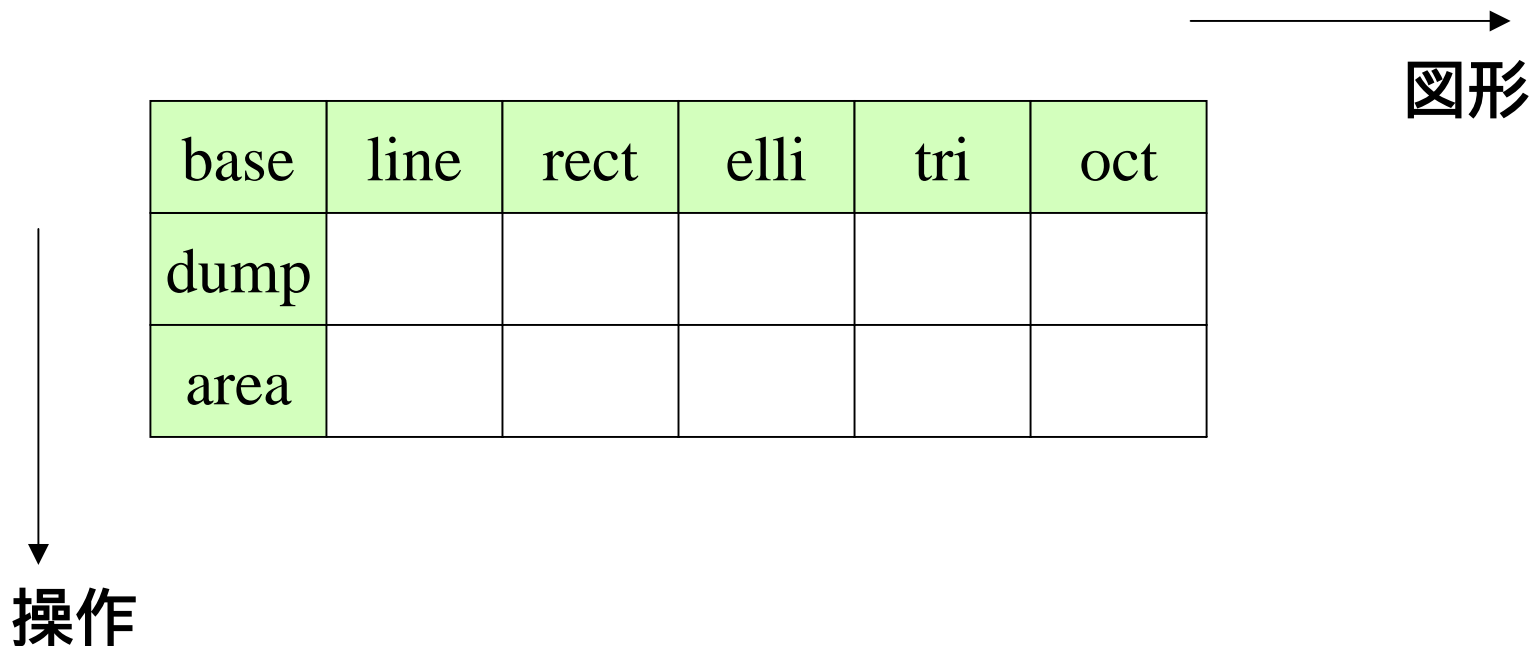 図形
base line rect elli tri oct
dump
area
操作